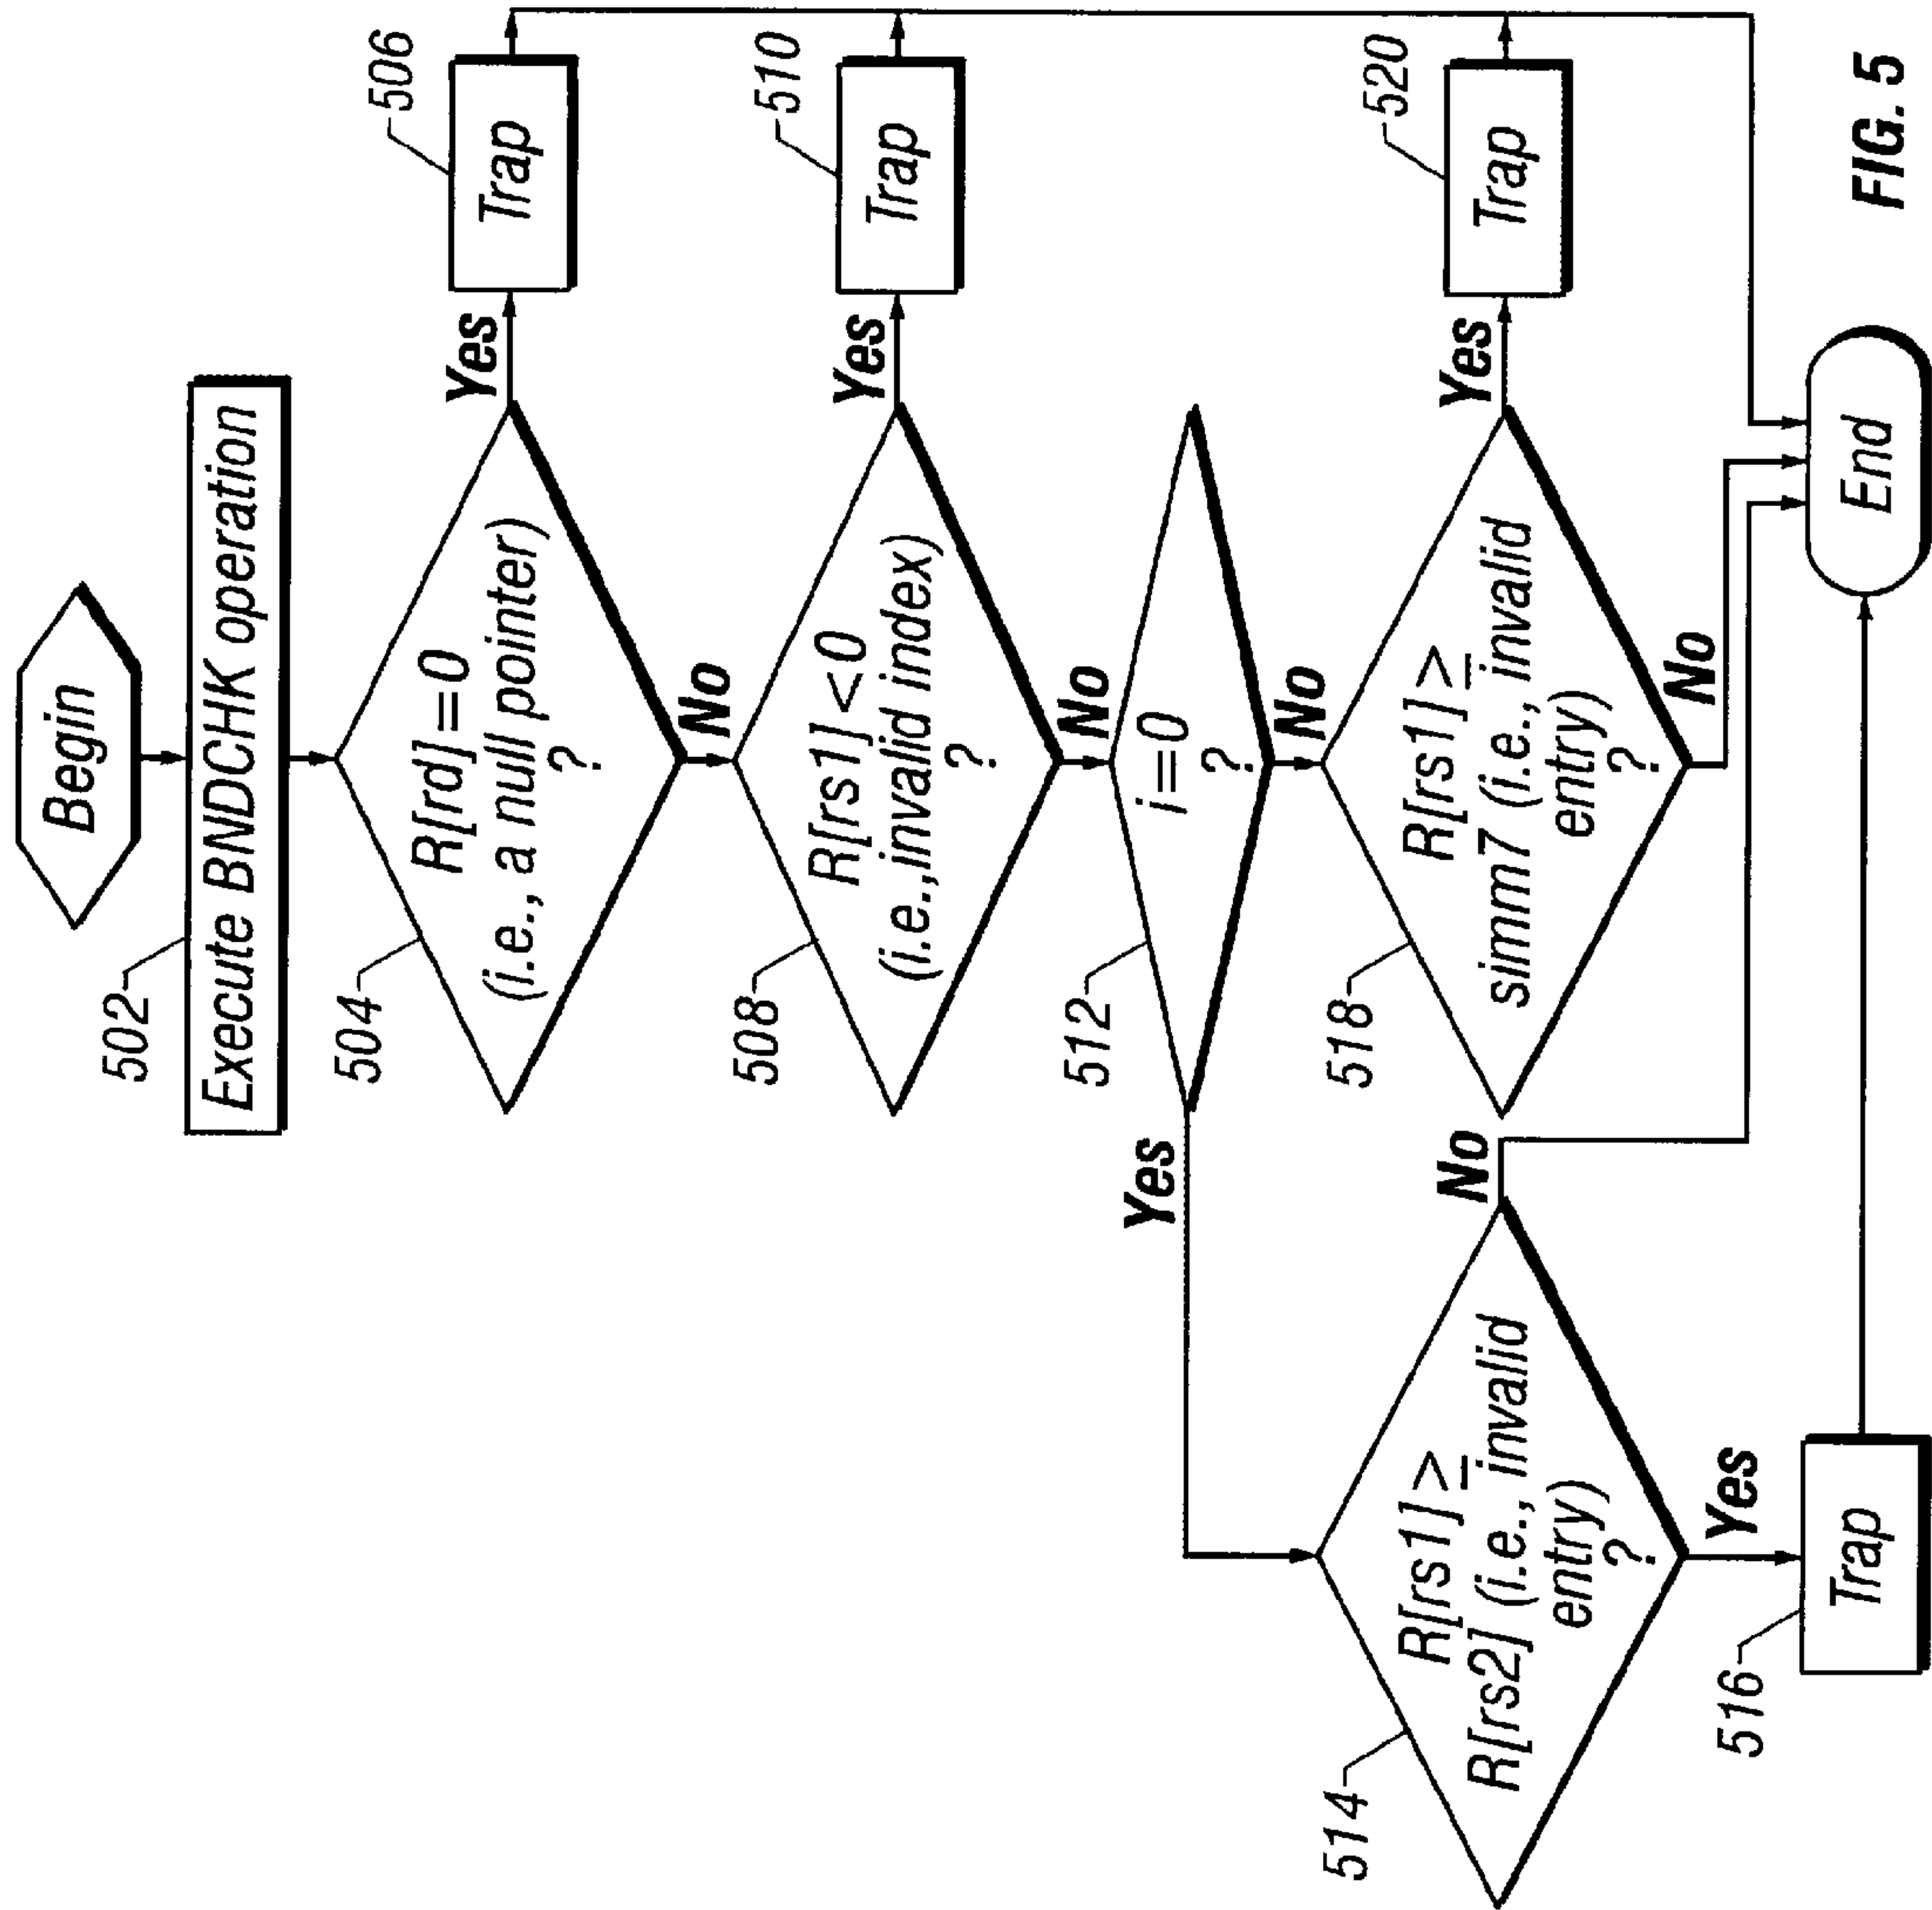 Begin
502
Execute BNDCHK operation
504
R[rd]=0
(i.e., a null pointer)
?
Yes
506
Trap
No
508
R[rs1] <0
(i.e.,invalid index)
?
Yes
510
Trap
No
512
i=0
?
Yes
No
514
R[rs1]≥
R[rs2] (i.e., invalid
entry)
?
No
Yes
516
Trap
518
R[rs1]≥
simm7 (i.e., invalid
entry)
?
Yes
520
Trap
No
End
FIG. 5